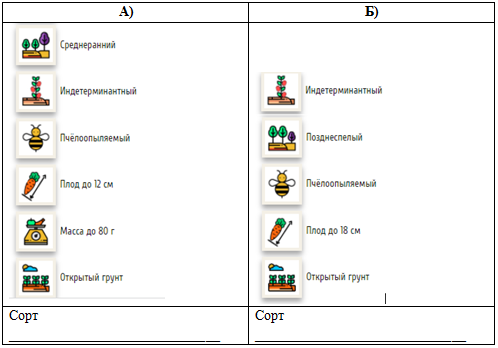 А)
Среднеранний
Индетерминантный
Пчёлоопыляемый
Плод до 12 см
Масса до 80 г
Открытый грунт
Сорт
Б)
Индетерминантный
Позднеспелый
Пчёлоопыляемый
Плод до 18 см
Открытый грунт
Сорт